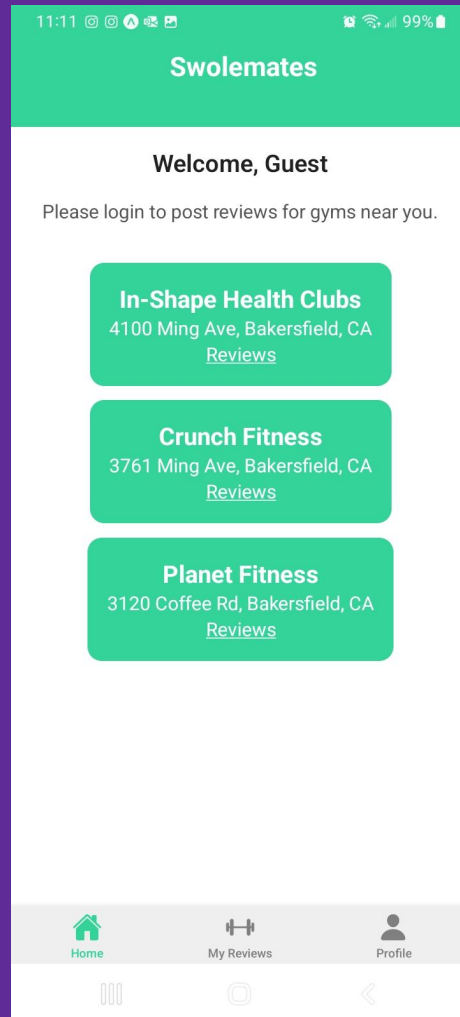 11:11 99%
Swolemates
Welcome, Guest
Please login to post reviews for gyms near you.
In-Shape Health Clubs
4100 Ming Ave, Bakersfield, CA
Reviews
Crunch Fitness
3761 Ming Ave, Bakersfield, CA
Reviews
Planet Fitness
3120 Coffee Rd, Bakersfield, CA
Reviews
Home My Reviews Profile